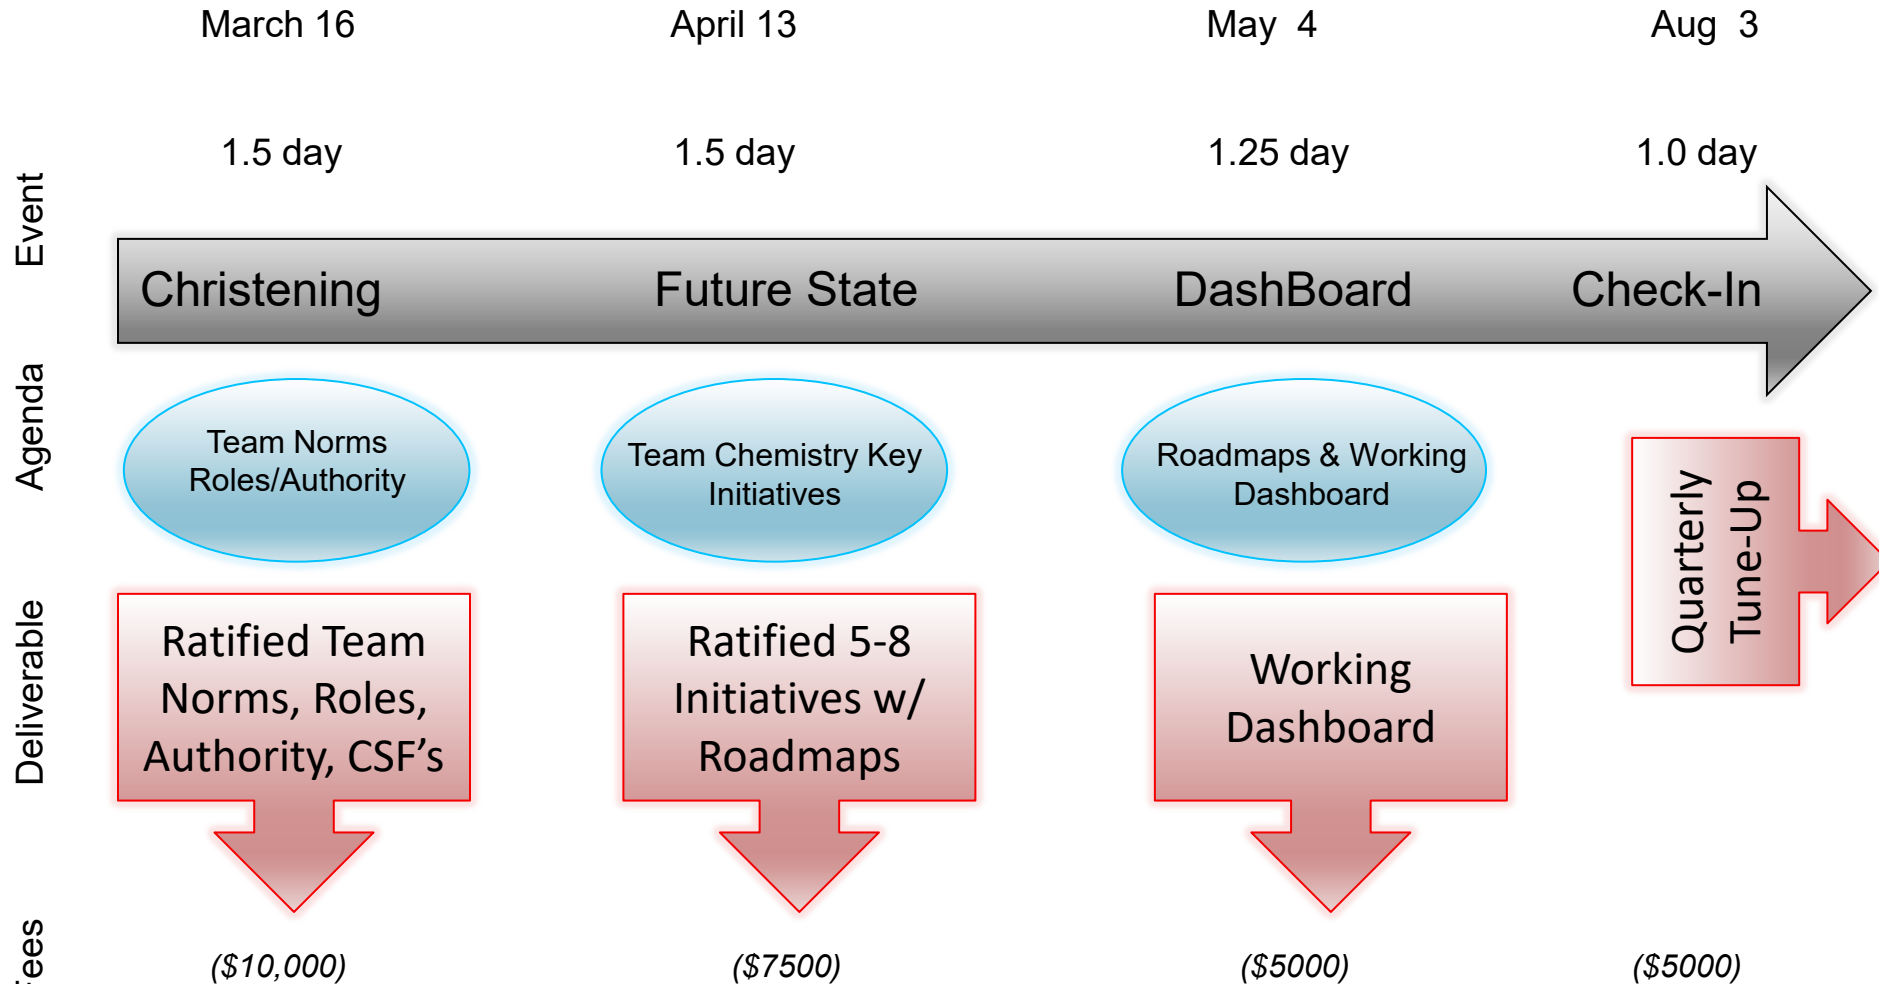 March 16
April 13
May 4
Aug 3
1.5 day
1.5 day
1.25 day
1.0 day
Event
Christening
Future State
DashBoard
Check-In
Agenda
Team Norms
Roles/Authority
Team Chemistry Key
Initiatives
Roadmaps & Working
Dashboard
Quarterly
Tune-Up
Deliverable
Ratified Team
Norms, Roles,
Authority, CSF’s
Ratified 5-8
Initiatives w/
Roadmaps
Working
Dashboard
Fees
($10,000)
($7500)
($5000)
($5000)